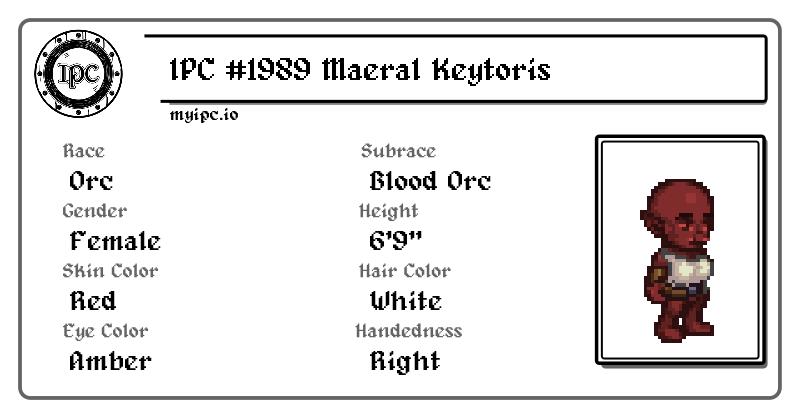 IPC
IPC #1989 Maeral Keytoris
myipc.io
Race
Orc
Subrace
Blood Orc
Gender
Female
Height
6'9"
Skin Color
Red
Hair Color
White
Eye Color
Amber
Handedness
Right